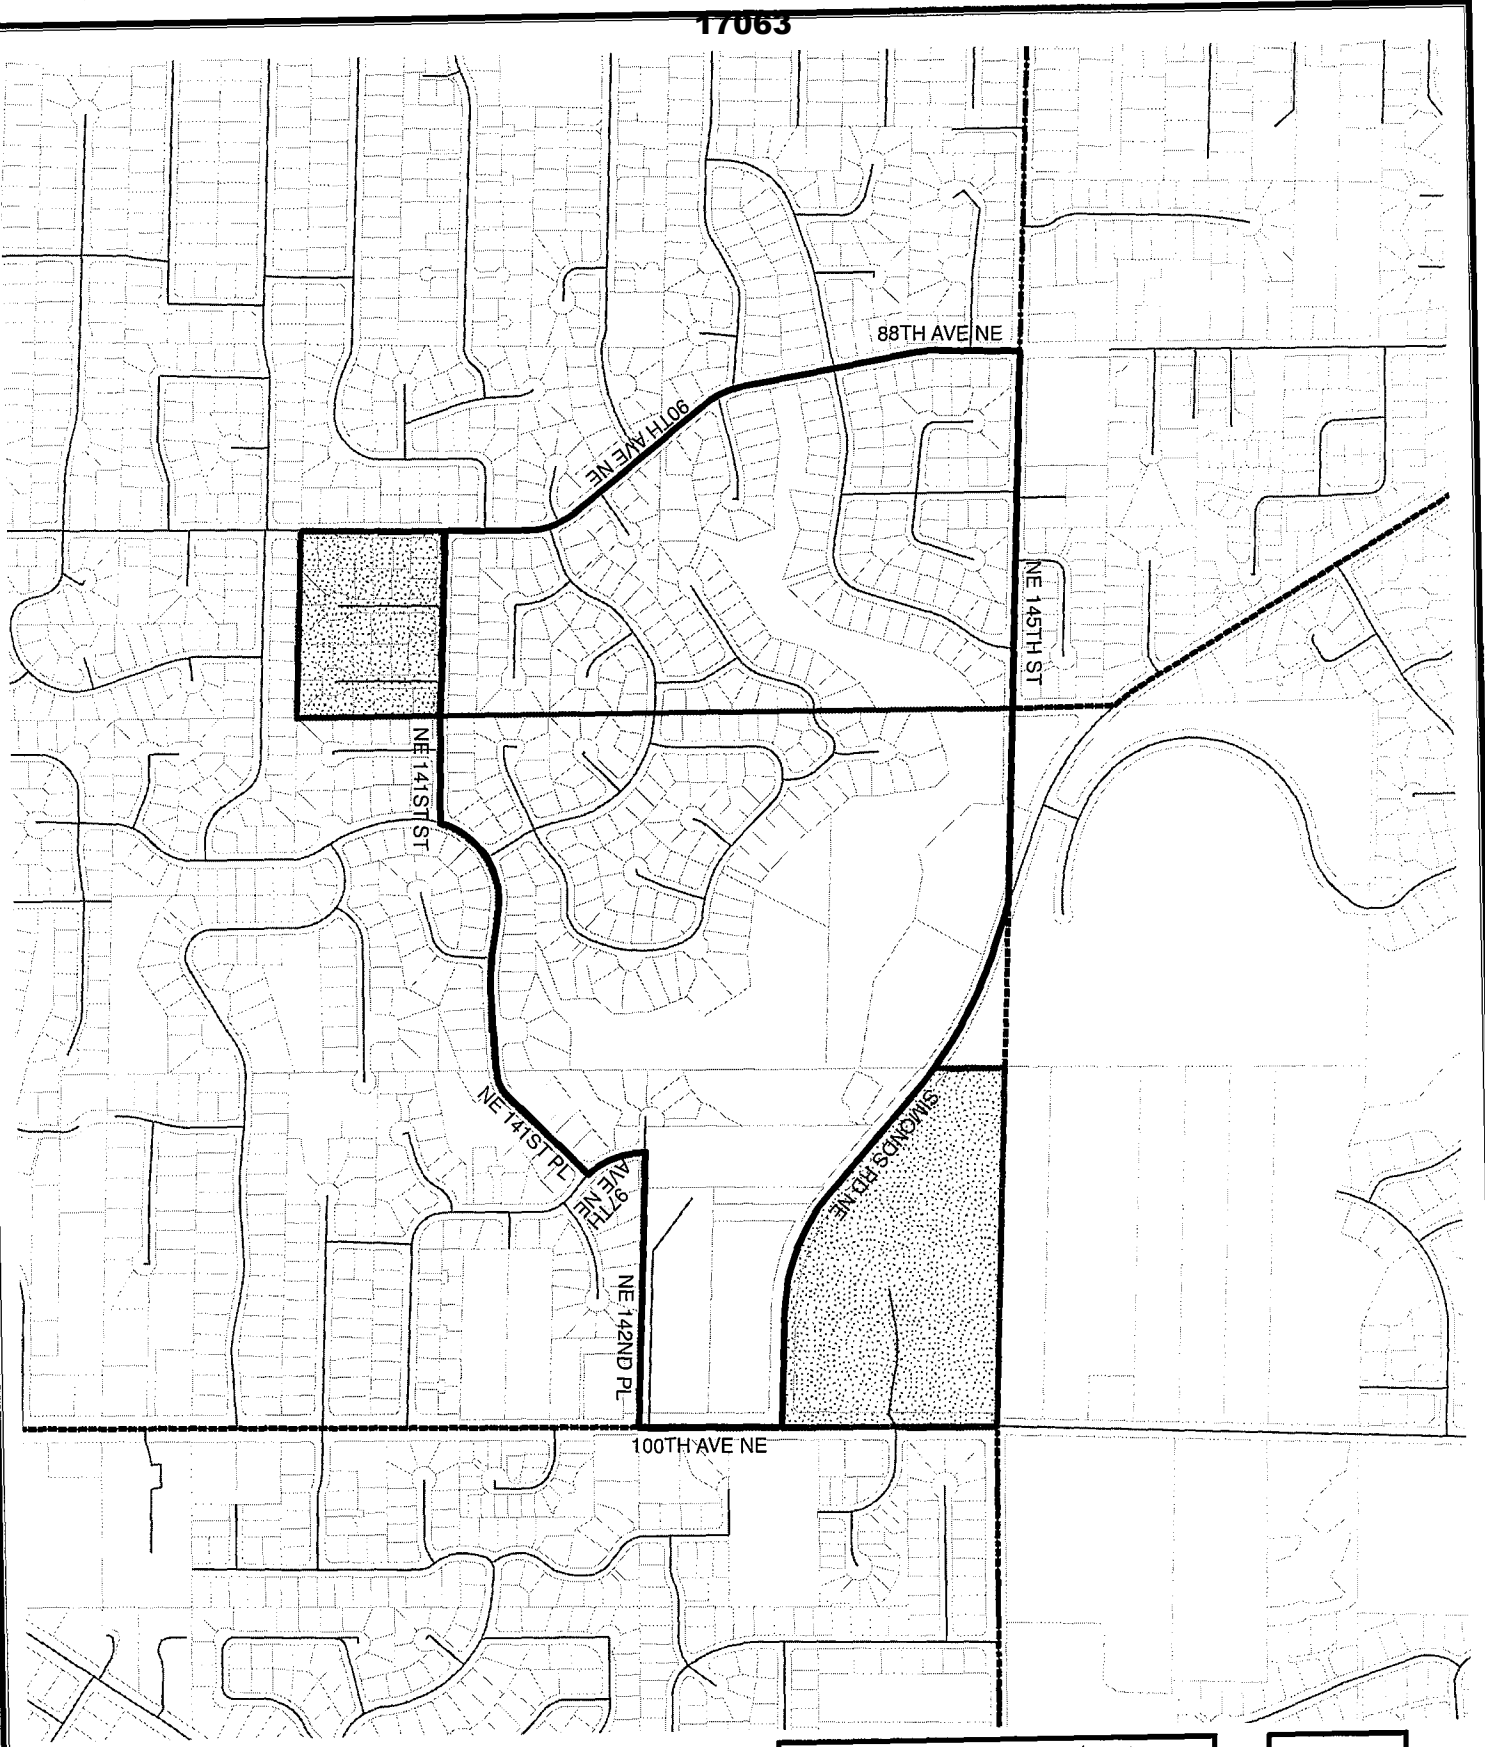 17063
88TH AVE NE
90TH AVE NE
NE 145TH ST
NE 141ST ST
NE 141ST PL
97TH
AVE NE
SIMONDS RD NE
NE 142ND PL
100TH AVE NE